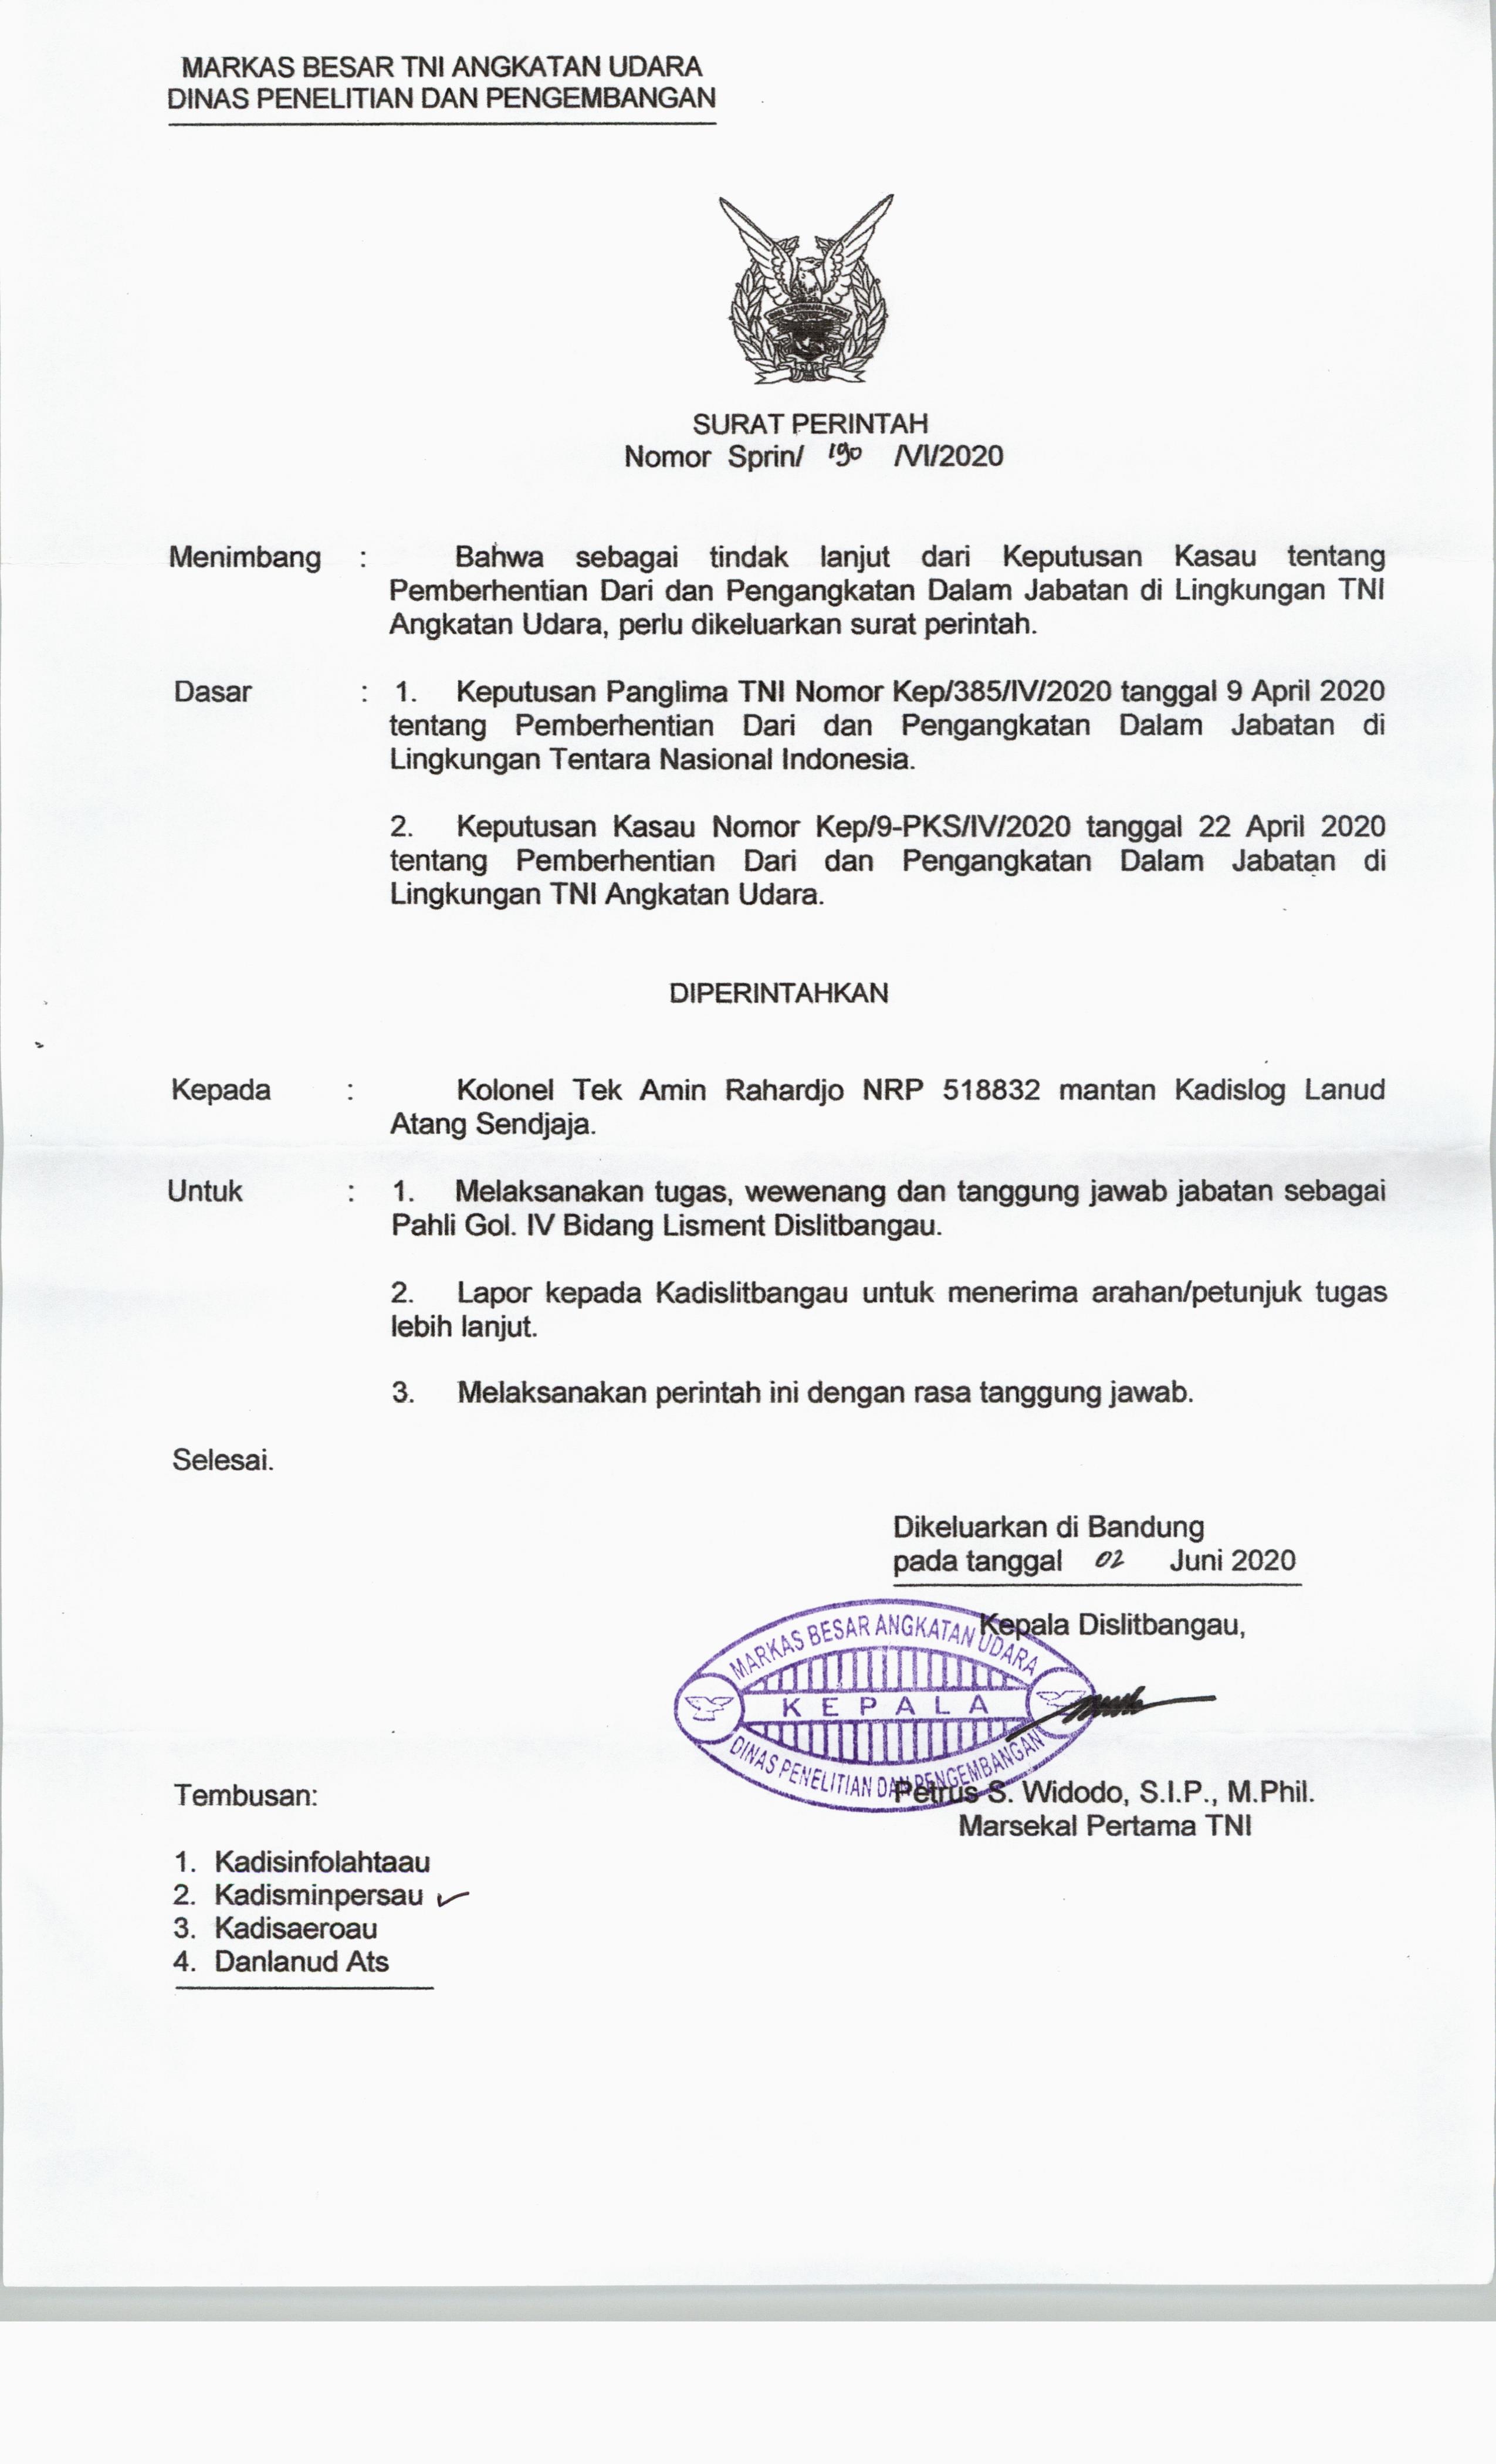 MARKAS BESAR TNI ANGKATAN UDARA
DINAS PENELITIAN DAN PENGEMBANGAN
SURAT PERINTAH
Nomor Sprin/ 190 /VI/2020
Menimbang : Bahwa sebagai tindak lanjut dari Keputusan Kasau tentang
Pemberhentian Dari dan Pengangkatan Dalam Jabatan di Lingkungan TNI
Angkatan Udara, perlu dikeluarkan surat perintah.
Dasar : 1. Keputusan Panglima TNI Nomor Kep/385/IV/2020 tanggal 9 April 2020
tentang Pemberhentian Dari dan Pengangkatan Dalam Jabatan di
Lingkungan Tentara Nasional Indonesia.
2. Keputusan Kasau Nomor Kep/9-PKS/IV/2020 tanggal 22 April 2020
tentang Pemberhentian Dari dan Pengangkatan Dalam Jabatan di
Lingkungan TNI Angkatan Udara.
DIPERINTAHKAN
Kepada : Kolonel Tek Amin Rahardjo NRP 518832 mantan Kadislog Lanud
Atang Sendjaja.
Untuk : 1. Melaksanakan tugas, wewenang dan tanggung jawab jabatan sebagai
Pahli Gol. IV Bidang Lisment Dislitbangau.
2. Lapor kepada Kadislitbangau untuk menerima arahan/petunjuk tugas
lebih lanjut.
3. Melaksanakan perintah ini dengan rasa tanggung jawab.
Selesai.
Dikeluarkan di Bandung
pada tanggal 02 Juni 2020
Kepala Dislitbangau,
MARKAS BESAR ANGKATAN UDARA
KEPALA
DINAS PENELITIAN DAN PENGEMBANGAN
Petrus S. Widodo, S.I.P., M.Phil.
Marsekal Pertama TNI
Tembusan:
1. Kadisinfolahtaau
2. Kadisminpersau
3. Kadisaeroau
4. Danlanud Ats